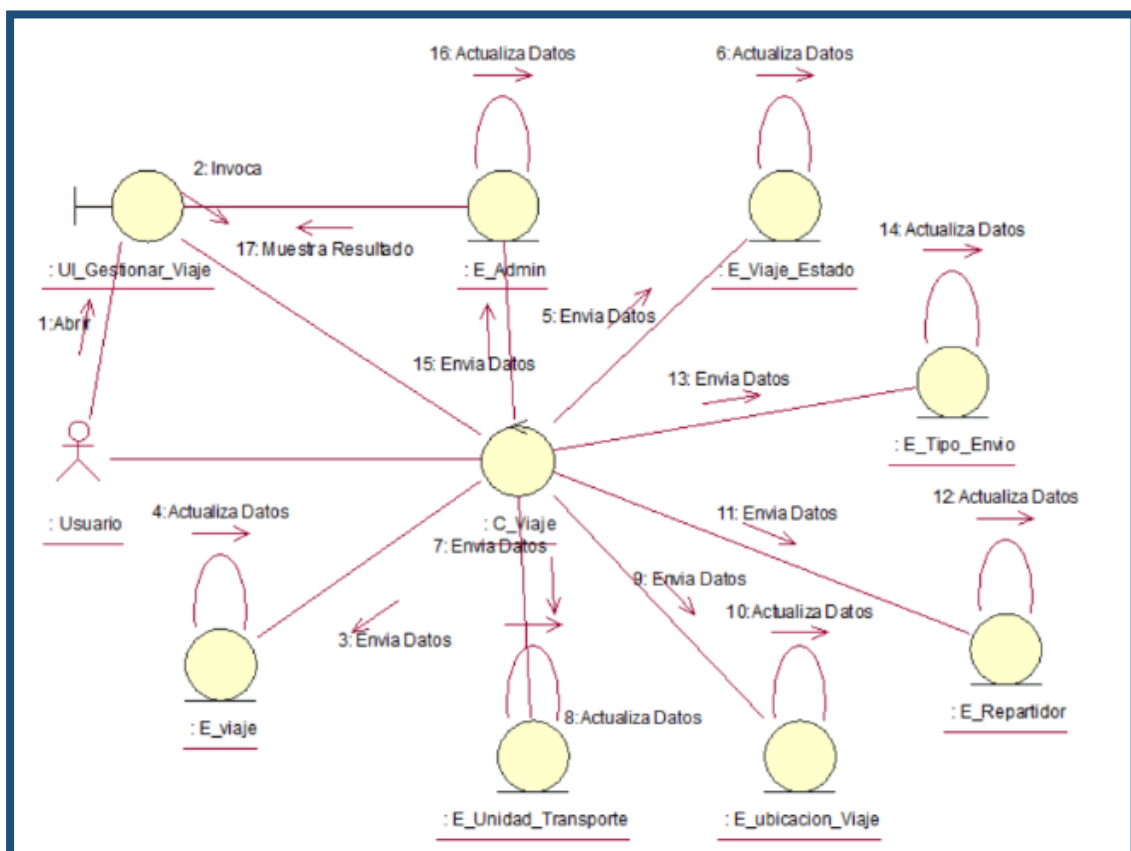 16: Actualiza Datos
6: Actualiza Datos
2: Invoca
14: Actualiza Datos
17: Muestra Resultado
: UI_Gestionar_Viaje
: E_Admin
: E_Viaje_Estado
1: Abrir
5: Envia Datos
15: Envia Datos
13: Envia Datos
: E_Tipo_Envio
12: Actualiza Datos
4: Actualiza Datos
: Usuario
: C_Viaje
11: Envia Datos
7: Envia Datos
9: Envia Datos
10: Actualiza Datos
3: Envia Datos
: E_Repartidor
8: Actualiza Datos
: E_viaje
: E_Unidad_Transporte
: E_ubicacion_Viaje